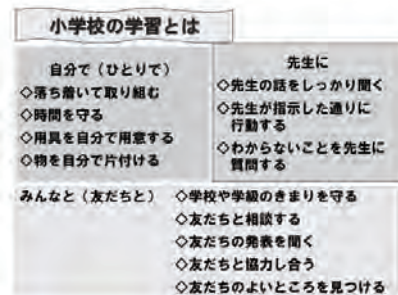 小学校の学習とは
自分で(ひとりで)
◇落ち着いて取り組む
◇時間を守る
◇用具を自分で用意する
◇物を自分で片付ける
先生に
◇先生の話をしっかり聞く
◇先生が指示した通りに
行動する
◇わからないことを先生に
質問する
みんなと(友だちと)
◇学校や学級のきまりを守る
◇友だちと相談する
◇友だちの発表を聞く
◇友だちと協力し合う
◇友だちのよいところを見つける